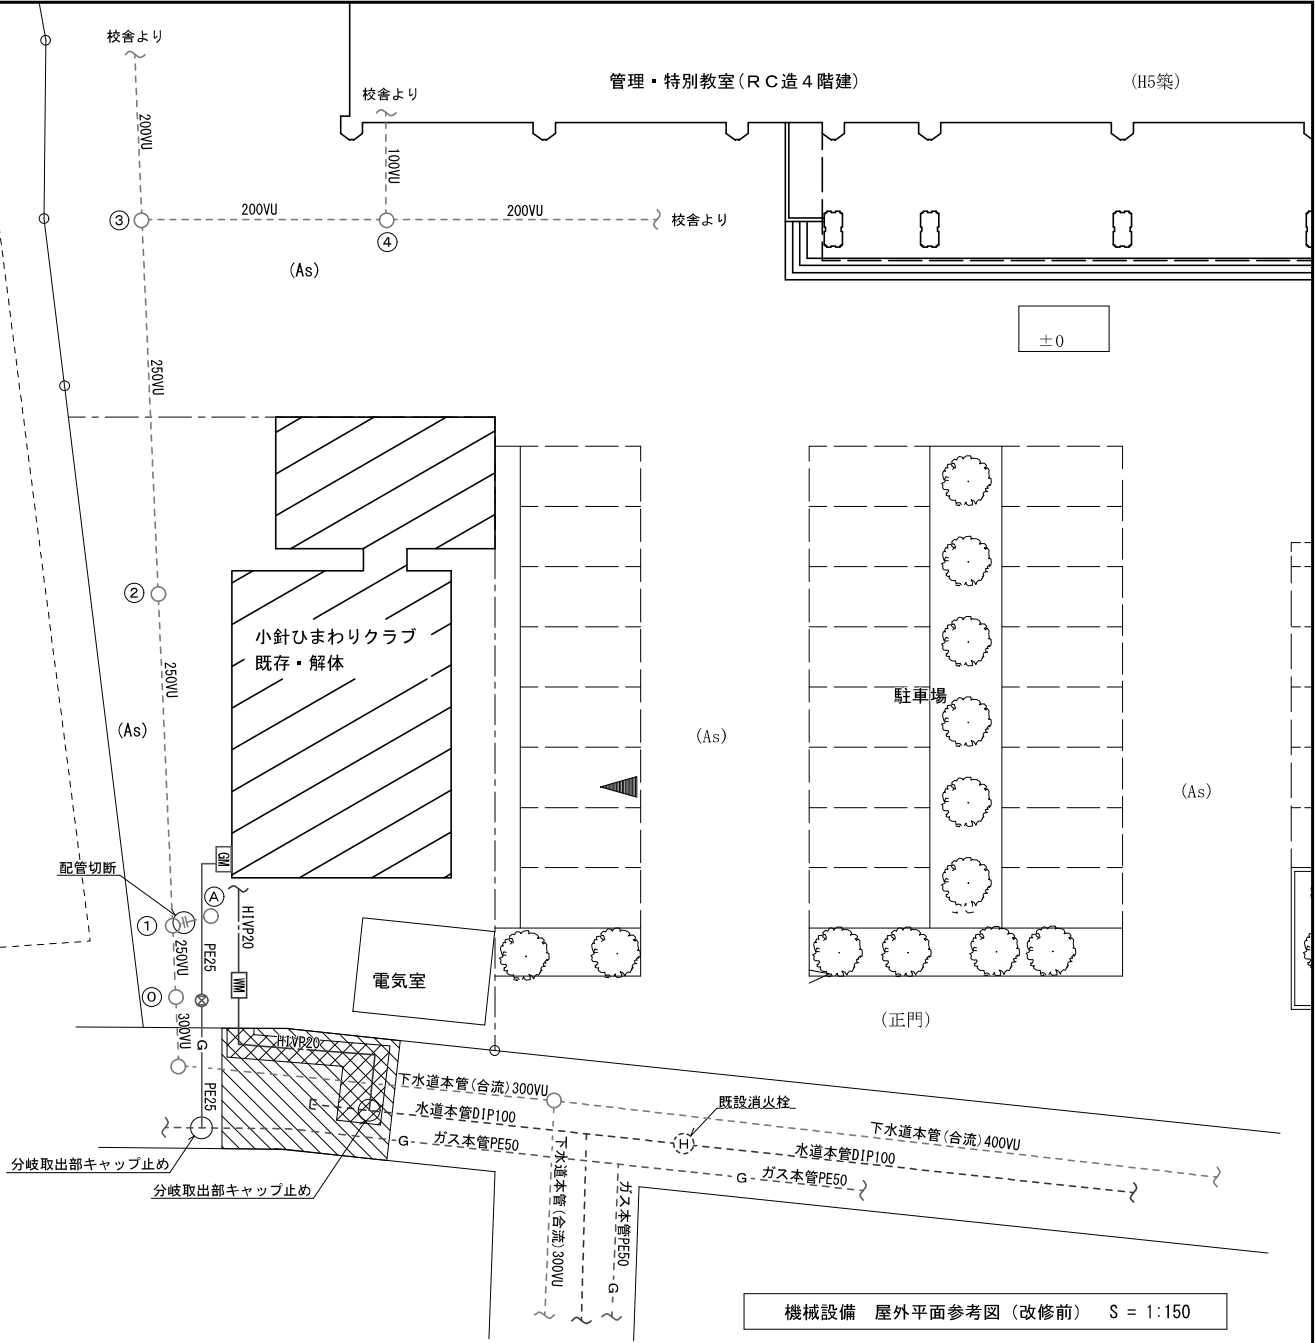 校舎より
校舎より
管理・特別教室(ＲＣ造４階建)
(H5築)
200VU
100VU
③
200VU
④
200VU
校舎より
(As)
±0
250VU
②
小針ひまわりクラブ
既存・解体
250VU
駐車場
(As)
(As)
(As)
GM
配管切断
Ⓐ
①
HIVP20
250VU
PE25
WM
電気室
⓪
(正門)
300VU
G
HIVP20
PE25
下水道本管(合流)300VU
E
水道本管DIP100
既設消火栓
H
下水道本管(合流)400VU
G
ガス本管PE50
水道本管DIP100
分岐取出部キャップ止め
G
ガス本管PE50
分岐取出部キャップ止め
下水道本管(合流)300VU
ガス本管PE50
G
機械設備　屋外平面参考図（改修前）　S = 1:150